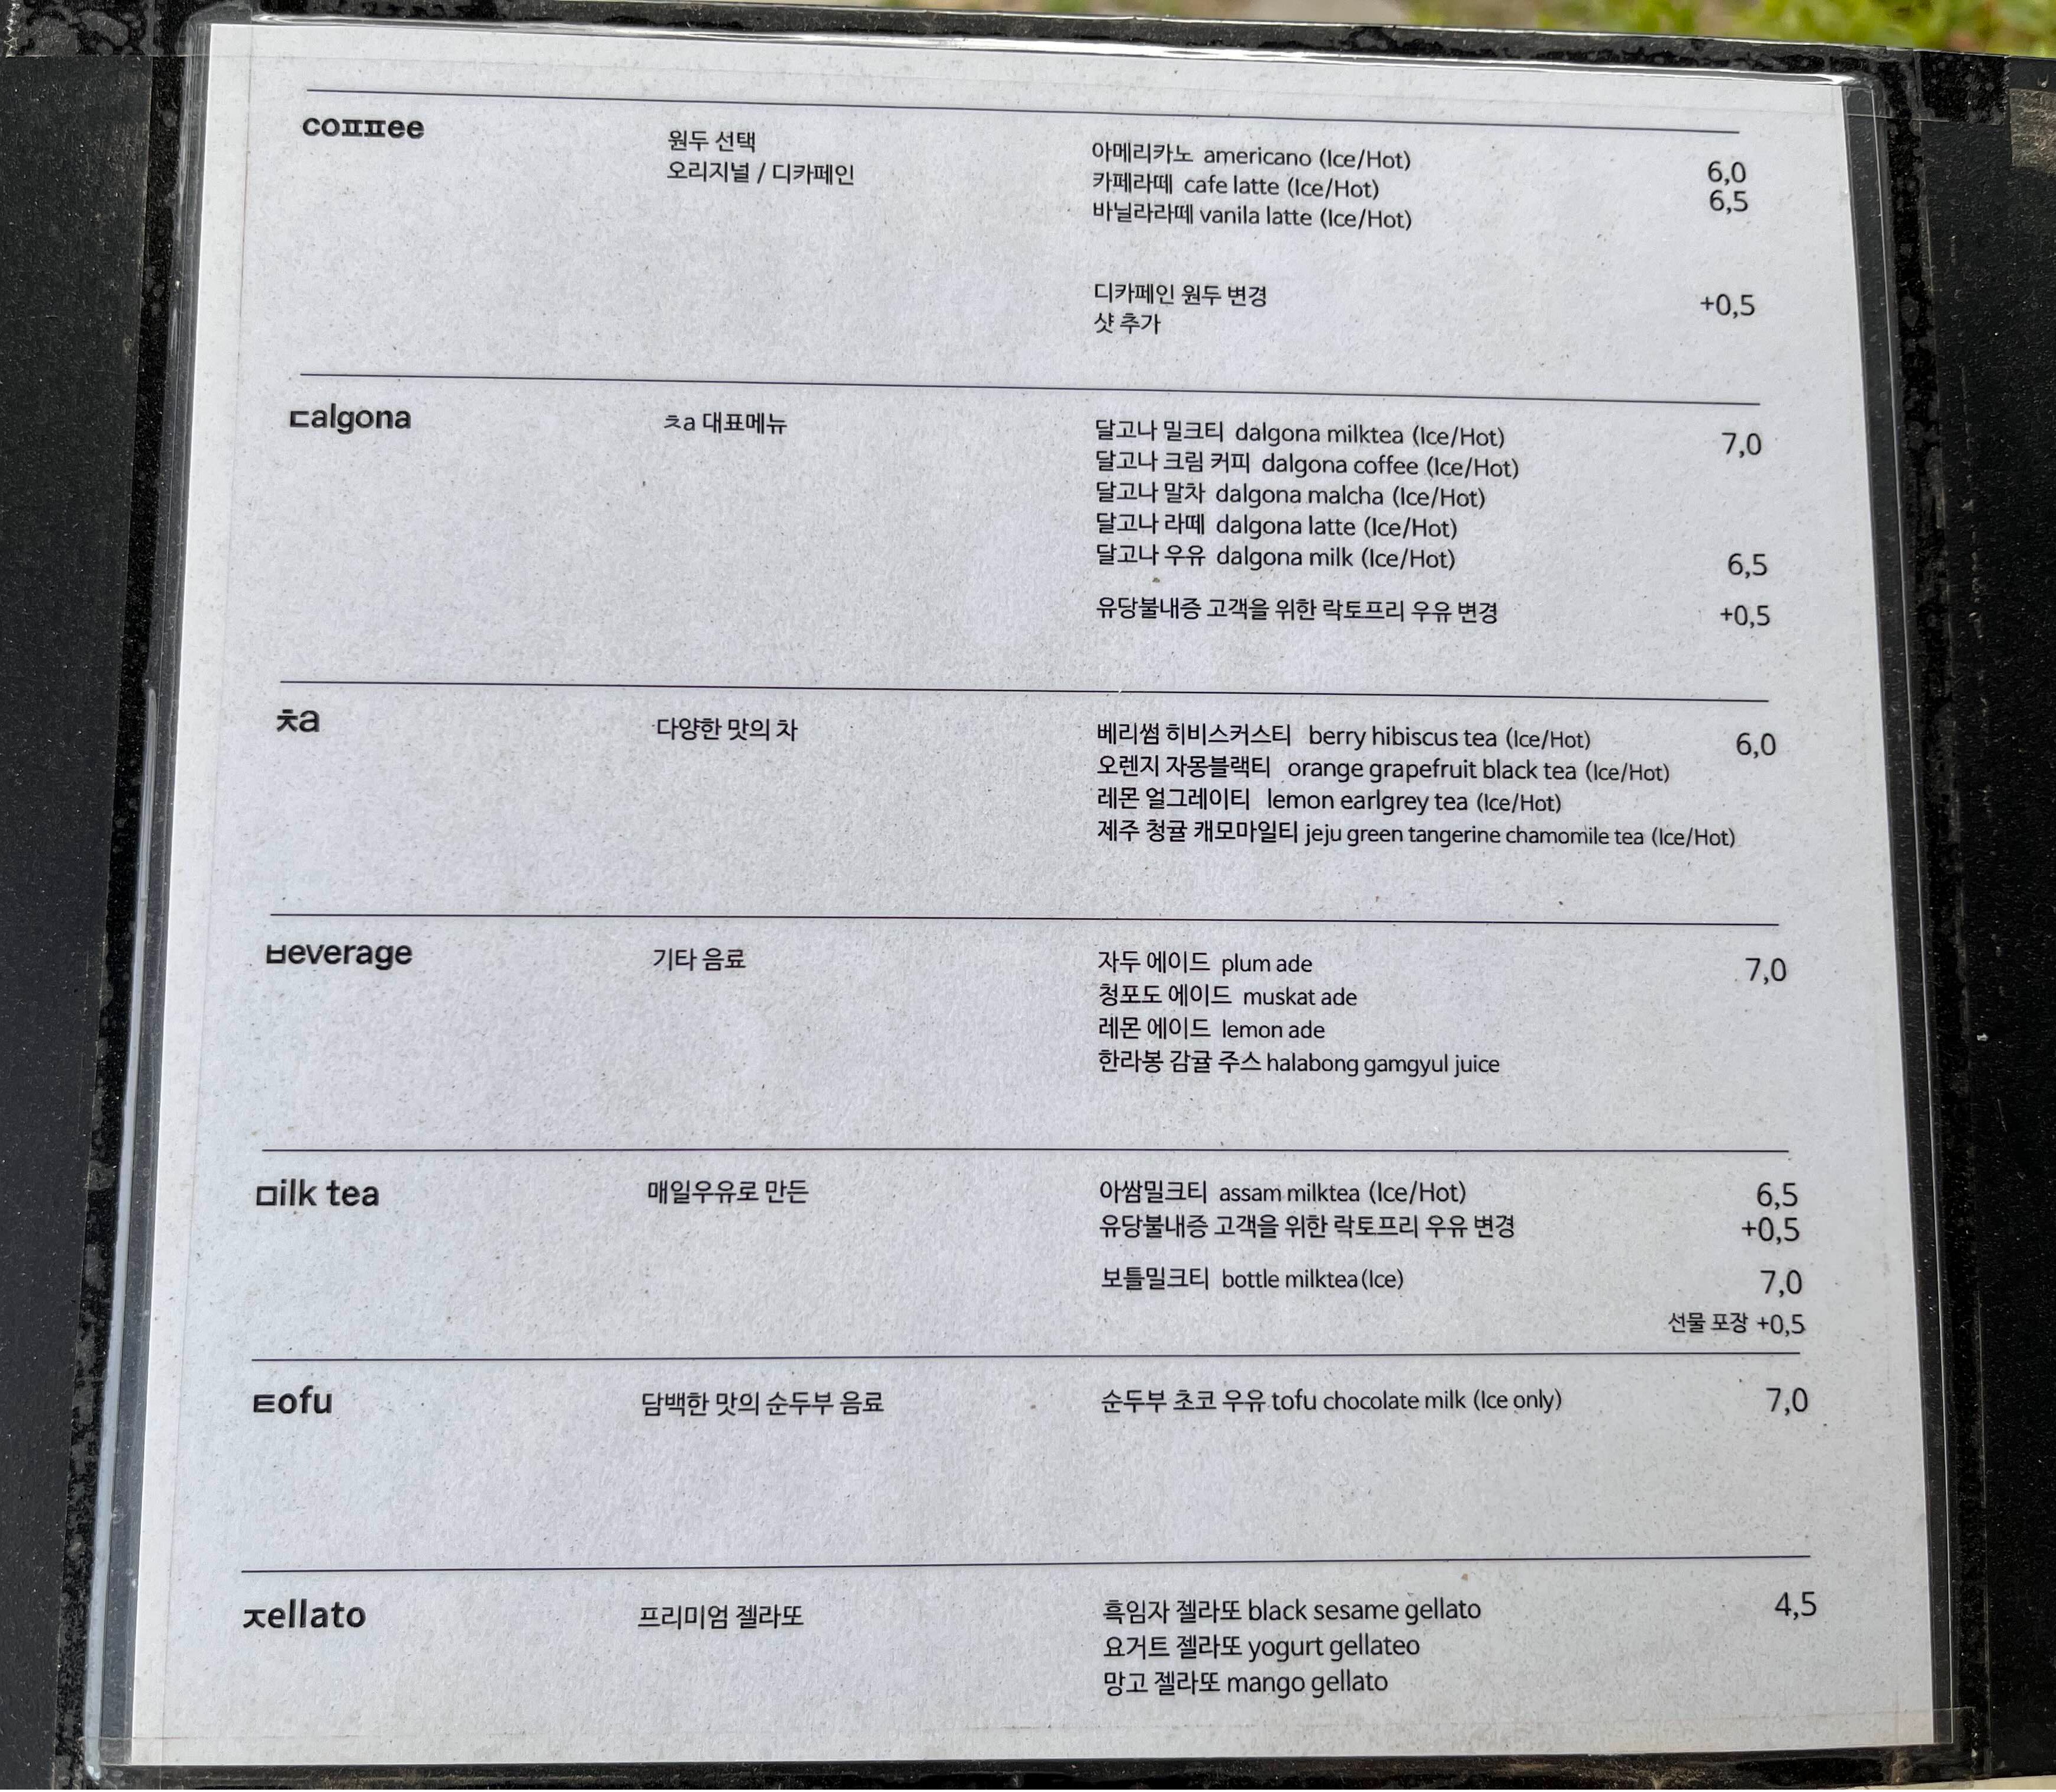 coㅍㅍee
원두 선택
오리지널 / 디카페인
아메리카노 americano (Ice/Hot) 6,0
카페라떼 cafe latte (Ice/Hot) 6,5
바닐라라떼 vanila latte (Ice/Hot)
디카페인 원두 변경 +0,5
샷 추가
ㄷalgona
ㅊa 대표메뉴
달고나 밀크티 dalgona milktea (Ice/Hot) 7,0
달고나 크림 커피 dalgona coffee (Ice/Hot)
달고나 말차 dalgona malcha (Ice/Hot)
달고나 라떼 dalgona latte (Ice/Hot)
달고나 우유 dalgona milk (Ice/Hot) 6,5
유당불내증 고객을 위한 락토프리 우유 변경 +0,5
ㅊa
다양한 맛의 차
베리썸 히비스커스티 berry hibiscus tea (Ice/Hot) 6,0
오렌지 자몽블랙티 orange grapefruit black tea (Ice/Hot)
레몬 얼그레이티 lemon earlgrey tea (Ice/Hot)
제주 청귤 캐모마일티 jeju green tangerine chamomile tea (Ice/Hot)
ㅂeverage
기타 음료
자두 에이드 plum ade 7,0
청포도 에이드 muskat ade
레몬 에이드 lemon ade
한라봉 감귤 주스 halabong gamgyul juice
ㅁilk tea
매일우유로 만든
아쌈밀크티 assam milktea (Ice/Hot) 6,5
유당불내증 고객을 위한 락토프리 우유 변경 +0,5
보틀밀크티 bottle milktea(Ice) 7,0
선물 포장 +0,5
ㅌofu
담백한 맛의 순두부 음료
순두부 초코 우유 tofu chocolate milk (Ice only) 7,0
ㅈellato
프리미엄 젤라또
흑임자 젤라또 black sesame gellato 4,5
요거트 젤라또 yogurt gellateo
망고 젤라또 mango gellato